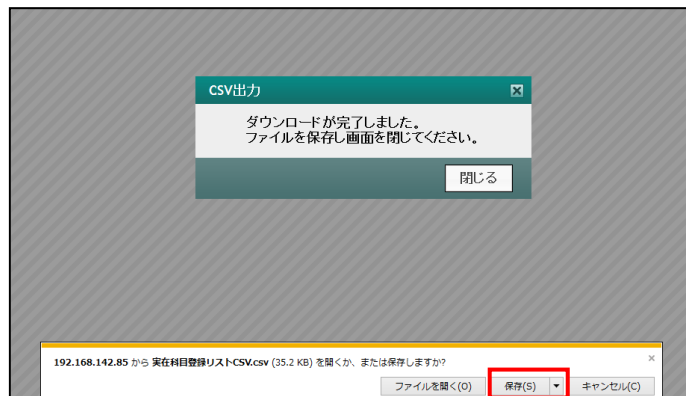 CSV出力
ダウンロードが完了しました。
ファイルを保存し画面を閉じてください。
閉じる
192.168.142.85 から 実在科目登録リストCSV.csv (35.2 KB) を開くか、または保存しますか?
ファイルを開く(O) 保存(S) キャンセル(C)